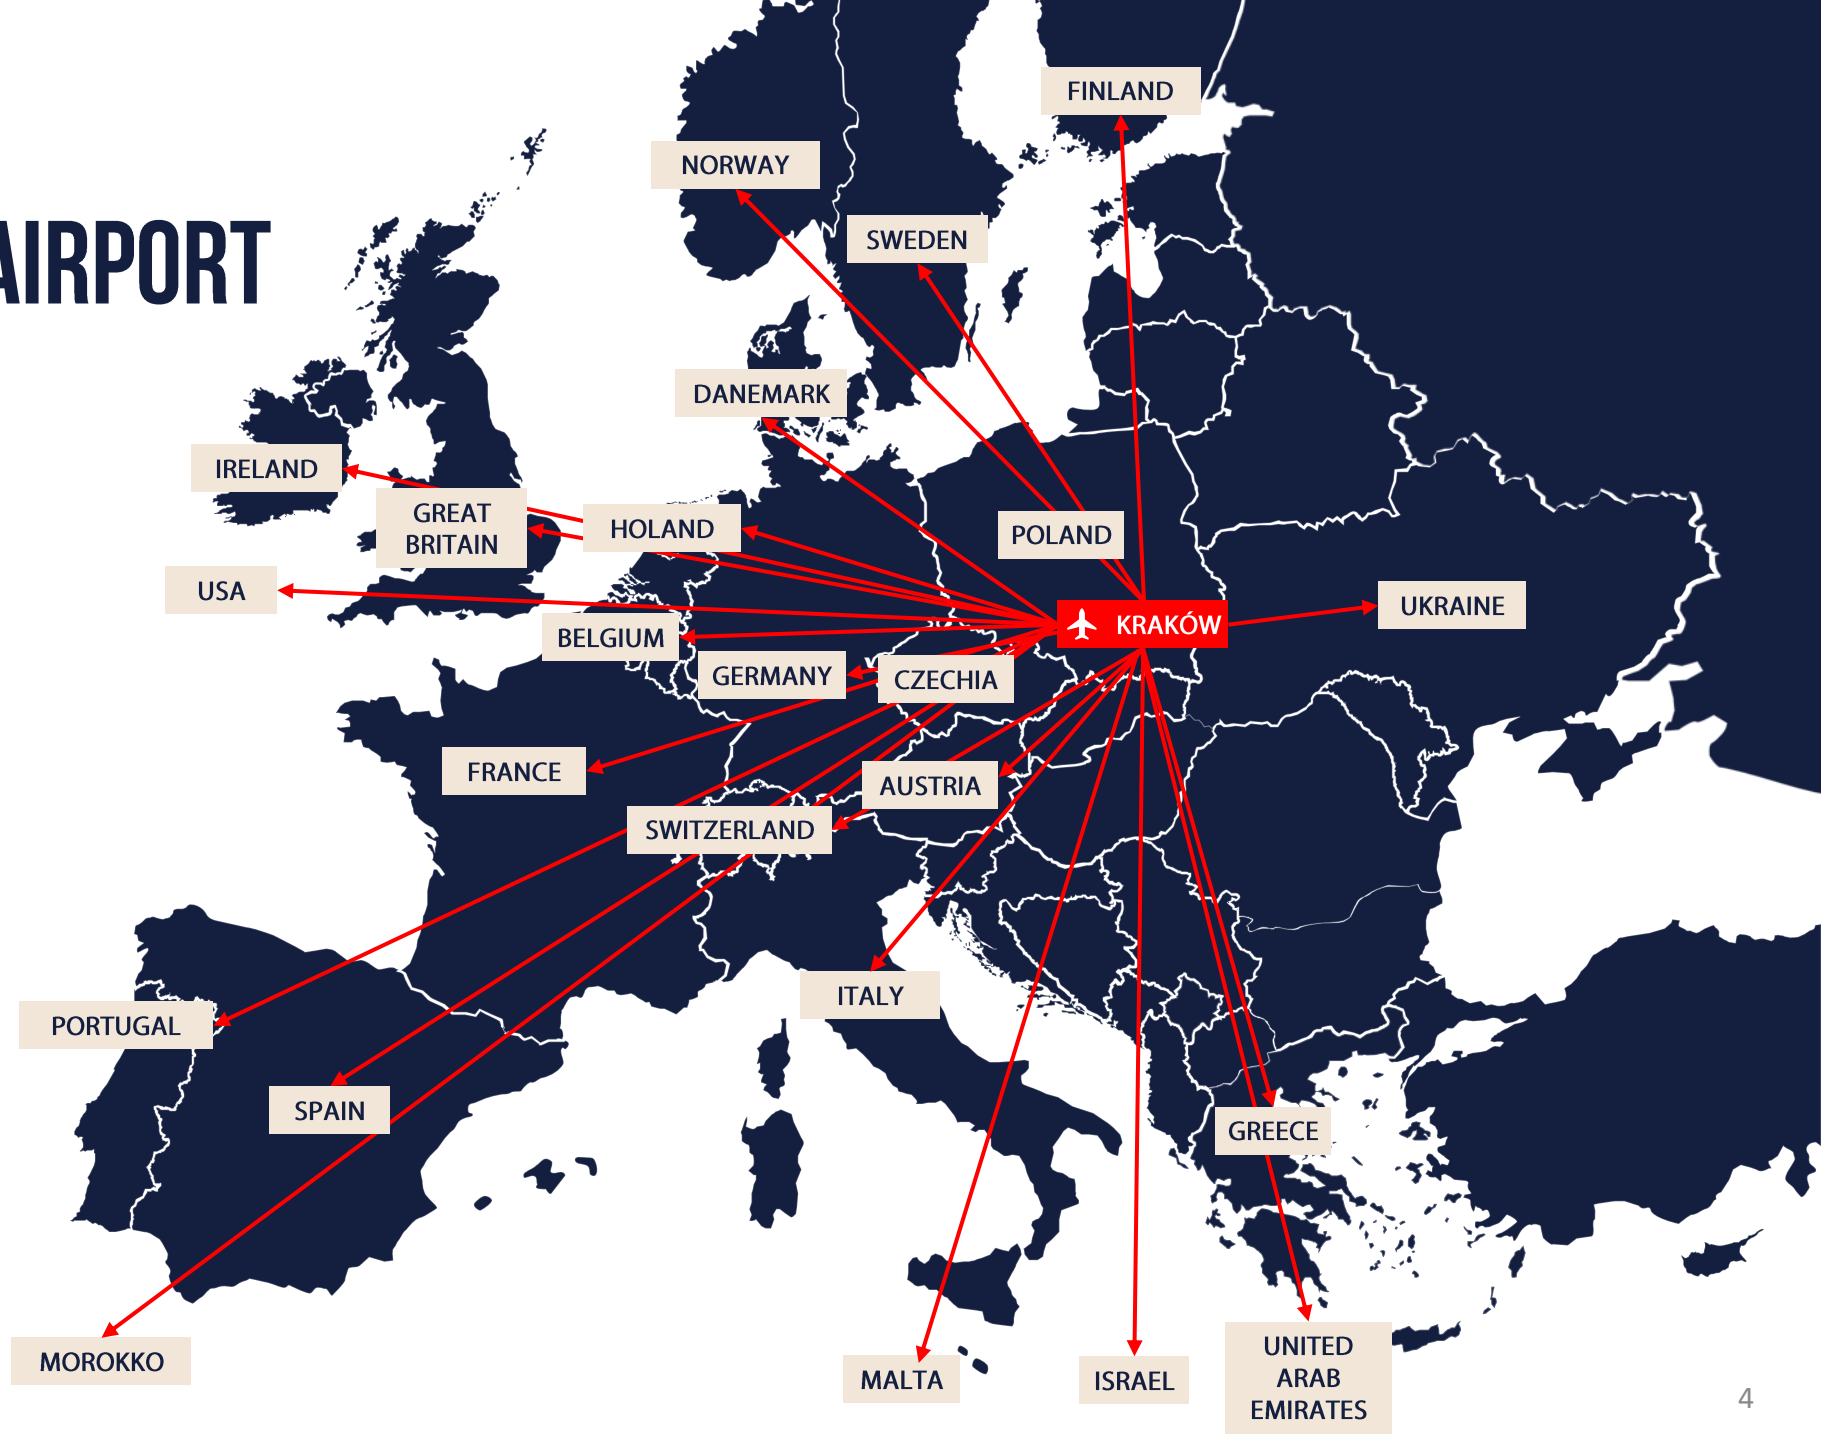 FINLAND
NORWAY
SWEDEN
AIRPORT
DANEMARK
IRELAND
GREAT
BRITAIN
HOLAND
POLAND
USA
UKRAINE
KRAKÓW
BELGIUM
GERMANY
CZECHIA
FRANCE
AUSTRIA
SWITZERLAND
ITALY
PORTUGAL
SPAIN
GREECE
MOROKKO
MALTA
ISRAEL
UNITED
ARAB
EMIRATES
4